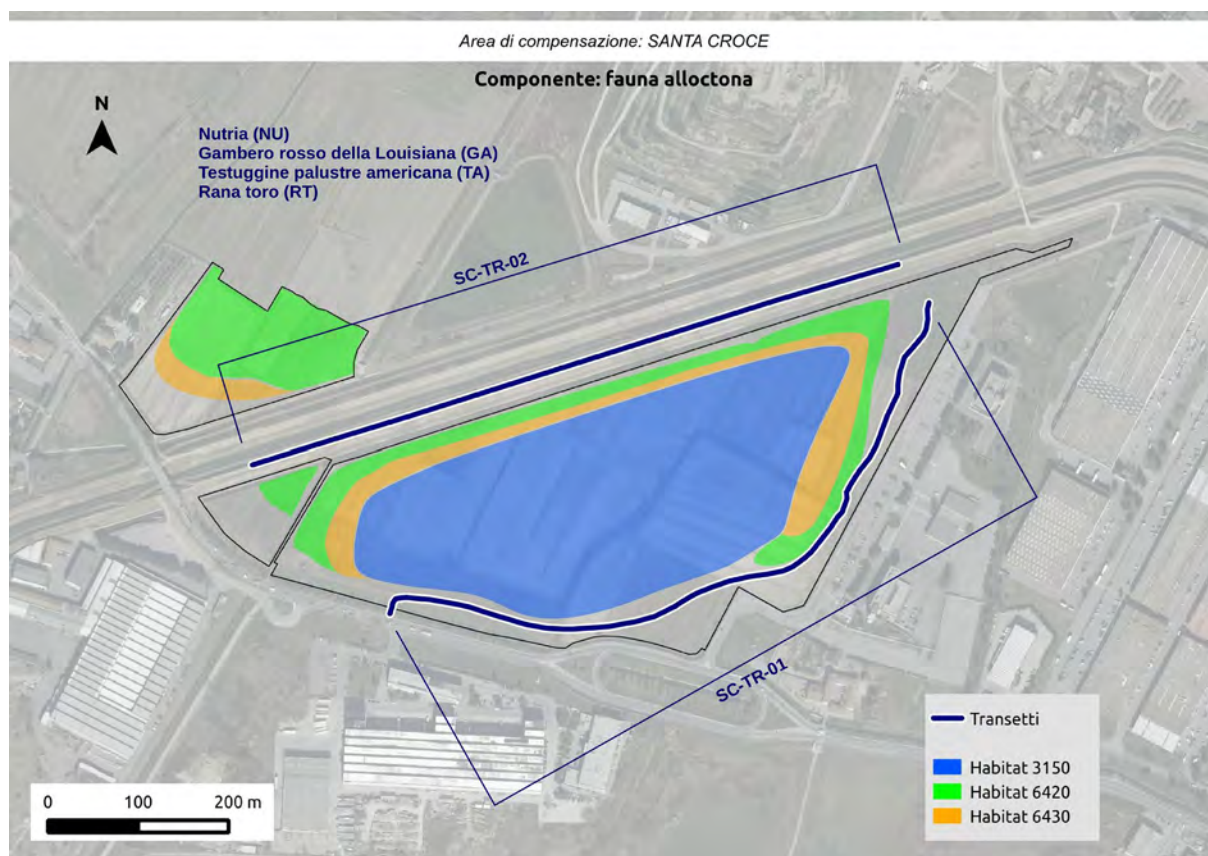 Area di compensazione: SANTA CROCE
Componente: fauna alloctona
N
Nutria (NU)
Gambero rosso della Louisiana (GA)
Testuggine palustre americana (TA)
Rana toro (RT)
SC-TR-02
SC-TR-01
Transetti
Habitat 3150
Habitat 6420
Habitat 6430
0 100 200 m